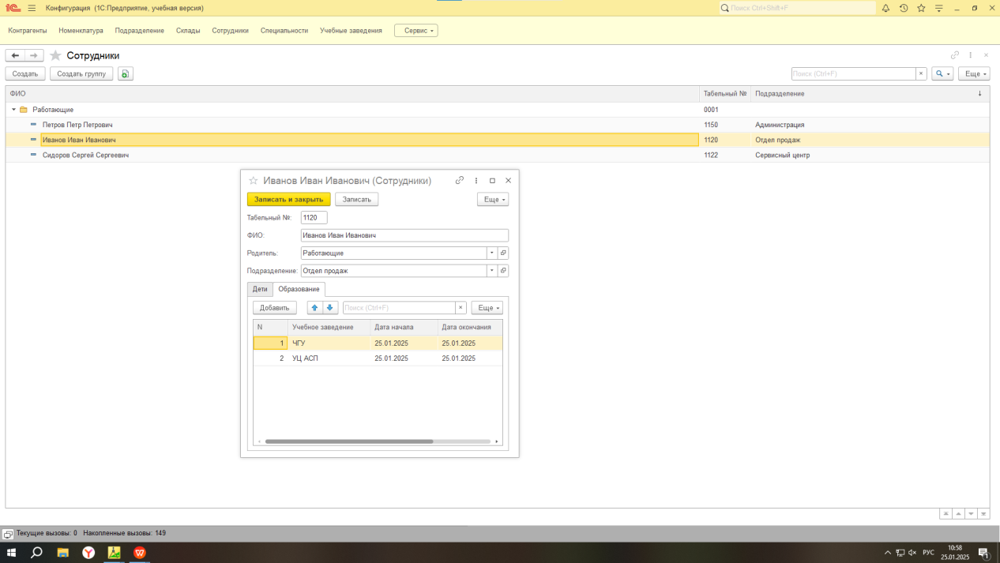 1С Конфигурация (1С:Предприятие, учебная версия) Поиск Ctrl+Shift+F
Контрагенты Номенклатура Подразделение Склады Сотрудники Специальности Учебные заведения Сервис
Сотрудники
Создать Создать группу Поиск (Ctrl+F) × Еще
ФИО Табельный № Подразделение ↓
Работающие 0001
Петров Петр Петрович 1150 Администрация
Иванов Иван Иванович 1120 Отдел продаж
Сидоров Сергей Сергеевич 1122 Сервисный центр
Иванов Иван Иванович (Сотрудники)
Записать и закрыть Записать Еще
Табельный №: 1120
ФИО: Иванов Иван Иванович
Родитель: Работающие
Подразделение: Отдел продаж
Дети Образование
Добавить Поиск (Ctrl+F) × Еще
N Учебное заведение Дата начала Дата окончания
1 ЧГУ 25.01.2025 25.01.2025
2 УЦ АСП 25.01.2025 25.01.2025
Текущие вызовы: 0 Накопленные вызовы: 149
РУС 10:58
25.01.2025 1